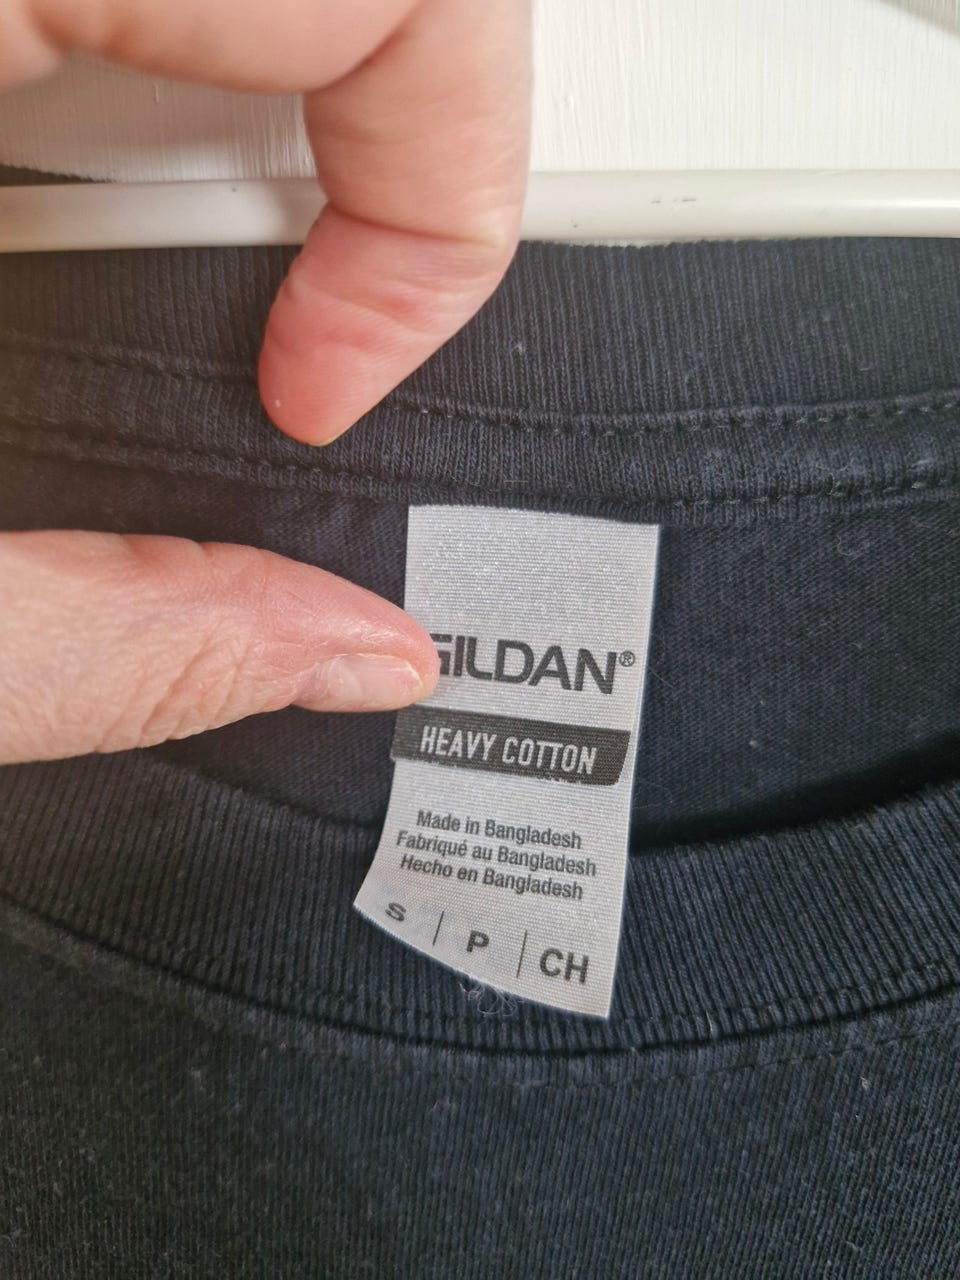 GILDAN®
HEAVY COTTON
Made in Bangladesh
Fabriqué au Bangladesh
Hecho en Bangladesh
S | P | CH